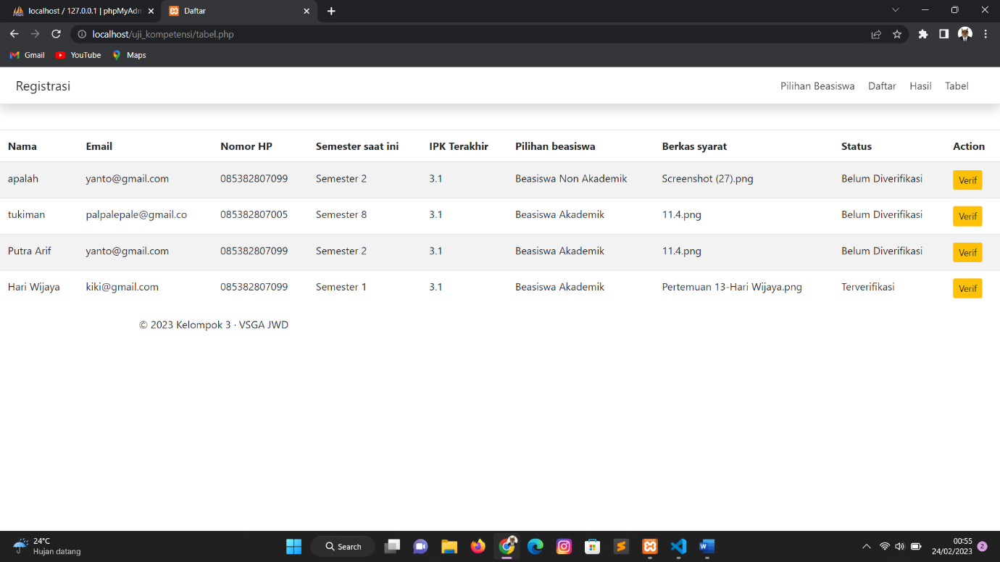 localhost / 127.0.0.1 | phpMyAdm
Daftar
localhost/uji_kompetensi/tabel.php
Gmail YouTube Maps
Registrasi Pilihan Beasiswa Daftar Hasil Tabel
Nama Email Nomor HP Semester saat ini IPK Terakhir Pilihan beasiswa Berkas syarat Status Action
apalah yanto@gmail.com 085382807099 Semester 2 3.1 Beasiswa Non Akademik Screenshot (27).png Belum Diverifikasi Verif
tukiman palpalepale@gmail.co 085382807005 Semester 8 3.1 Beasiswa Akademik 11.4.png Belum Diverifikasi Verif
Putra Arif yanto@gmail.com 085382807099 Semester 2 3.1 Beasiswa Akademik 11.4.png Belum Diverifikasi Verif
Hari Wijaya kiki@gmail.com 085382807099 Semester 1 3.1 Beasiswa Akademik Pertemuan 13-Hari Wijaya.png Terverifikasi Verif
© 2023 Kelompok 3 · VSGA JWD
24°C
Hujan datang
Search
00:55
24/02/2023
2